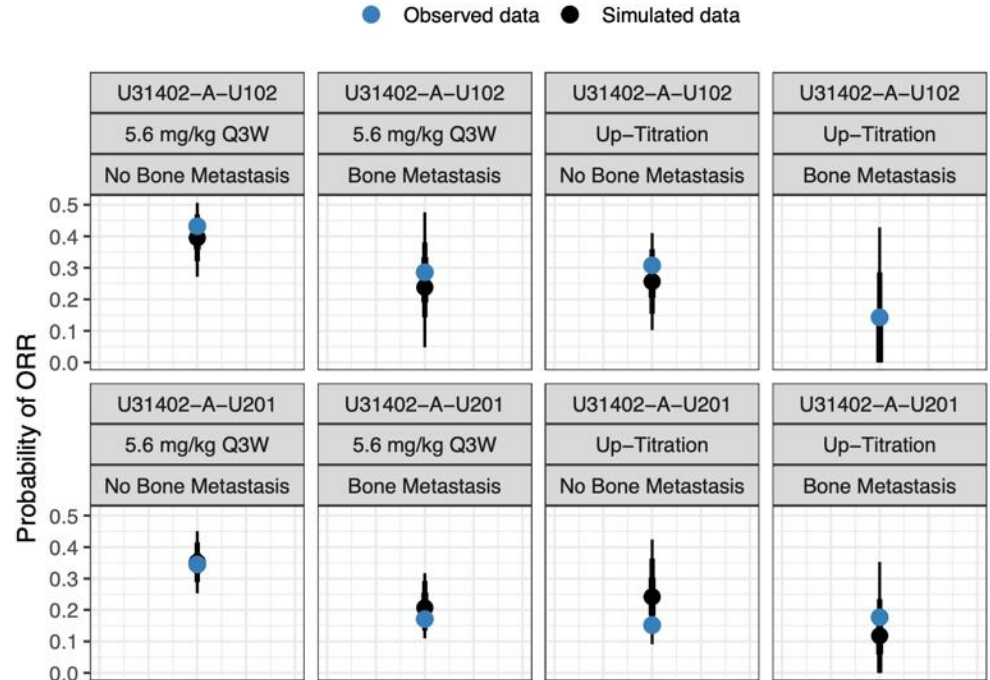 Observed data Simulated data
U31402−A−U102 U31402−A−U102 U31402−A−U102 U31402−A−U102
5.6 mg/kg Q3W 5.6 mg/kg Q3W Up−Titration Up−Titration
No Bone Metastasis Bone Metastasis No Bone Metastasis Bone Metastasis
0.5
0.4
0.3
0.2
0.1
0.0
Probability of ORR
U31402−A−U201 U31402−A−U201 U31402−A−U201 U31402−A−U201
5.6 mg/kg Q3W 5.6 mg/kg Q3W Up−Titration Up−Titration
No Bone Metastasis Bone Metastasis No Bone Metastasis Bone Metastasis
0.5
0.4
0.3
0.2
0.1
0.0